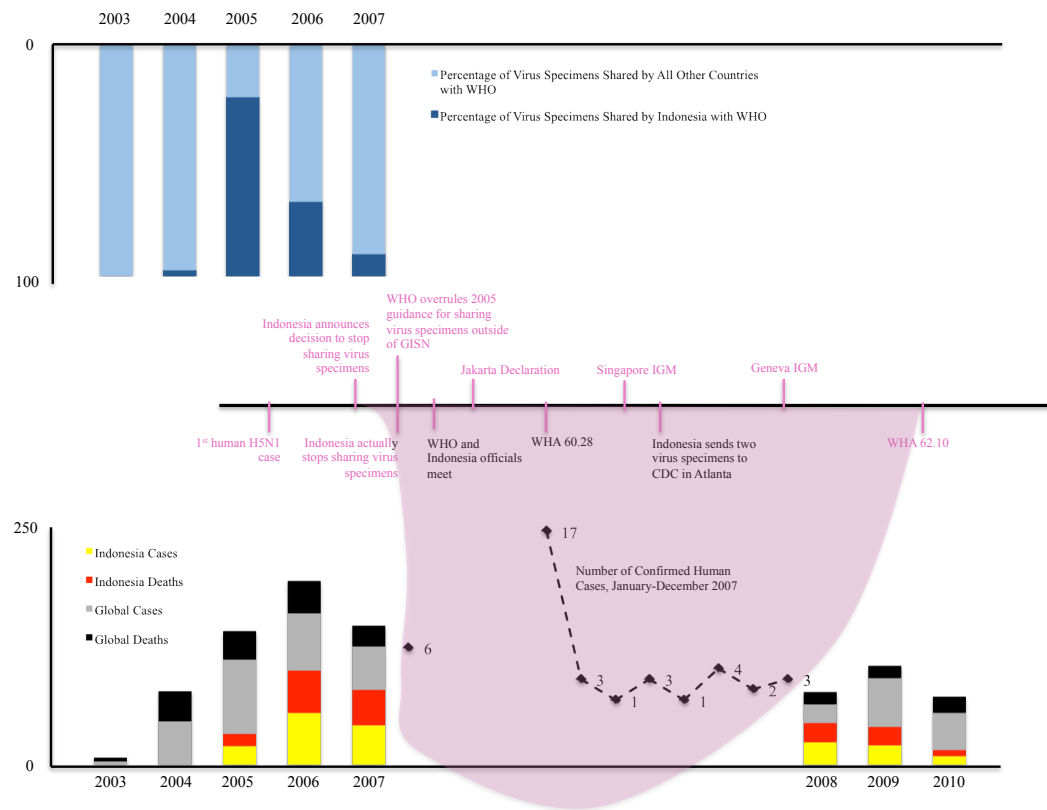 2003 2004 2005 2006 2007
0
Percentage of Virus Specimens Shared by All Other Countries
with WHO
Percentage of Virus Specimens Shared by Indonesia with WHO
100
WHO overrules 2005
guidance for sharing
virus specimens outside
of GISN
Indonesia announces
decision to stop
sharing virus
specimens
Jakarta Declaration
Singapore IGM
Geneva IGM
1st human H5N1
case
Indonesia actually
stops sharing virus
specimens
WHO and
Indonesia officials
meet
WHA 60.28
Indonesia sends two
virus specimens to
CDC in Atlanta
WHA 62.10
250
Indonesia Cases
Indonesia Deaths
Global Cases
Global Deaths
17
Number of Confirmed Human
Cases, January-December 2007
6
3
1
3
1
4
2
3
0
2003 2004 2005 2006 2007 2008 2009 2010